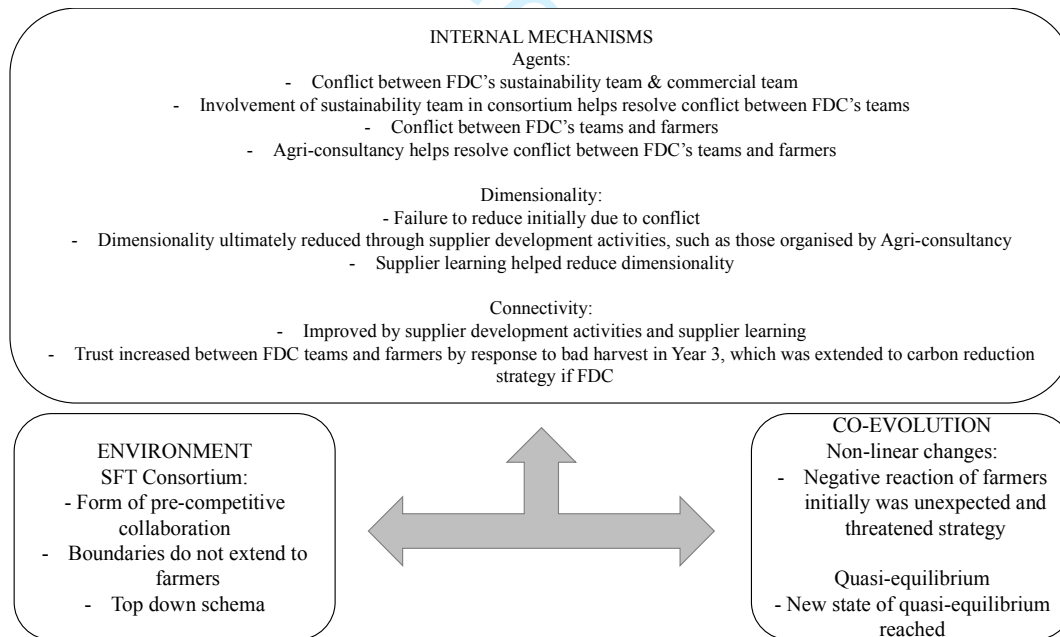 INTERNAL MECHANISMS
Agents:
- Conflict between FDC's sustainability team & commercial team
- Involvement of sustainability team in consortium helps resolve conflict between FDC's teams
- Conflict between FDC's teams and farmers
- Agri-consultancy helps resolve conflict between FDC's teams and farmers
Dimensionality:
- Failure to reduce initially due to conflict
- Dimensionality ultimately reduced through supplier development activities, such as those organised by Agri-consultancy
- Supplier learning helped reduce dimensionality
Connectivity:
- Improved by supplier development activities and supplier learning
- Trust increased between FDC teams and farmers by response to bad harvest in Year 3, which was extended to carbon reduction
strategy if FDC
ENVIRONMENT
SFT Consortium:
- Form of pre-competitive
collaboration
- Boundaries do not extend to
farmers
- Top down schema
CO-EVOLUTION
Non-linear changes:
- Negative reaction of farmers
initially was unexpected and
threatened strategy
Quasi-equilibrium
- New state of quasi-equilibrium
reached